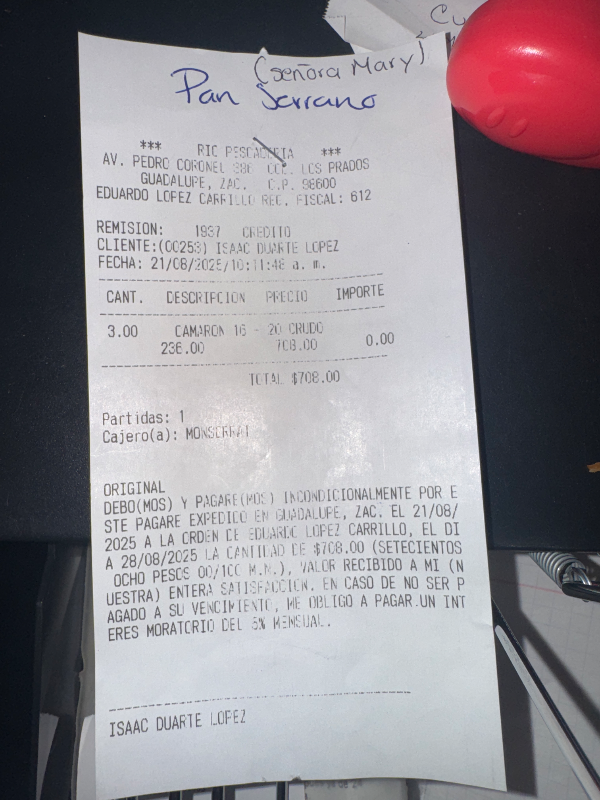 (señora Mary)
Pan Serrano
*** RIC PESCADERIA ***
AV. PEDRO CORONEL COL. LOS PRADOS
GUADALUPE, ZAC. C.P. 98600
EDUARDO LOPEZ CARRILLO REG. FISCAL: 612
REMISION: 1937 CREDITO
CLIENTE:(00253) ISAAC DUARTE LOPEZ
FECHA: 21/08/2025/10:11:48 a. m.
CANT. DESCRIPCION PRECIO IMPORTE
3.00 CAMARON 16 - 20 CRUDO
236.00 708.00 0.00
TOTAL $708.00
Partidas: 1
Cajero(a): MONSERRAT
ORIGINAL
DEBO(MOS) Y PAGARE(MOS) INCONDICIONALMENTE POR E
STE PAGARE EXPEDIDO EN GUADALUPE, ZAC. EL 21/08/
2025 A LA ORDEN DE EDUARDO LOPEZ CARRILLO, EL DI
A 28/08/2025 LA CANTIDAD DE $708.00 (SETECIENTOS
OCHO PESOS 00/100 M.N.), VALOR RECIBIDO A MI (N
UESTRA) ENTERA SATISFACCION. EN CASO DE NO SER P
AGADO A SU VENCIMIENTO, ME OBLIGO A PAGAR.UN INT
ERES MORATORIO DEL MENSUAL.
ISAAC DUARTE LOPEZ